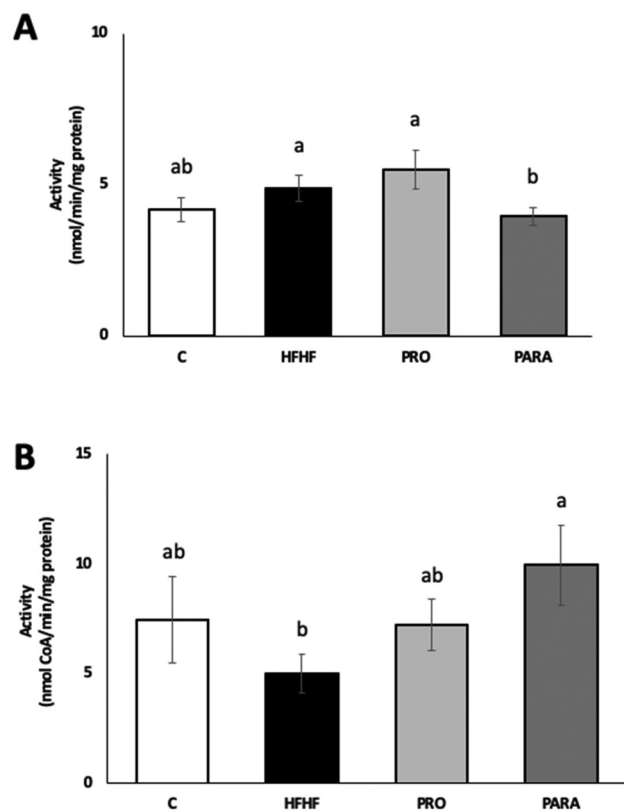 A
10
5
0
Activity
(nmol/min/mg protein)
ab
a
a
b
C
HFHF
PRO
PARA
B
15
10
5
0
Activity
(nmol CoA/min/mg protein)
ab
b
ab
a
C
HFHF
PRO
PARA